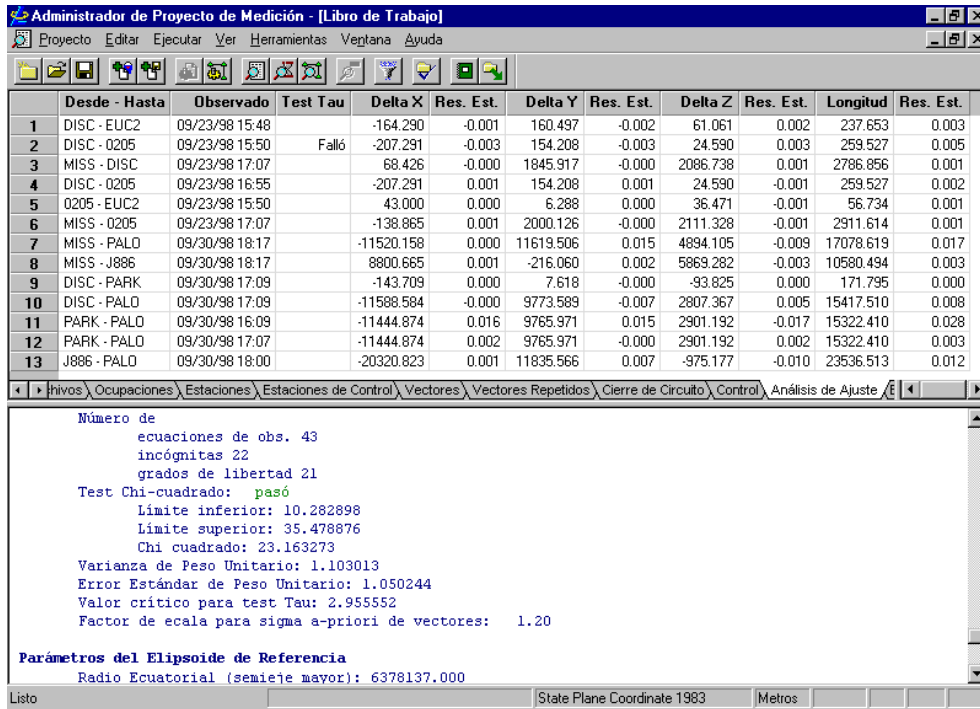 Administrador de Proyecto de Medición - [Libro de Trabajo]
Proyecto Editar Ejecutar Ver Herramientas Ventana Ayuda
Desde - Hasta Observado Test Tau Delta X Res. Est. Delta Y Res. Est. Delta Z Res. Est. Longitud Res. Est.
1 DISC - EUC2 09/23/98 15:48 -164.290 -0.001 160.497 -0.002 61.061 0.002 237.653 0.003
2 DISC - 0205 09/23/98 15:50 Falló -207.291 -0.003 154.208 -0.003 24.590 0.003 259.527 0.005
3 MISS - DISC 09/23/98 17:07 68.426 -0.000 1845.917 -0.000 2086.738 0.001 2786.856 0.001
4 DISC - 0205 09/23/98 16:55 -207.291 0.001 154.208 0.001 24.590 -0.001 259.527 0.002
5 0205 - EUC2 09/23/98 15:50 43.000 0.000 6.288 0.000 36.471 -0.001 56.734 0.001
6 MISS - 0205 09/23/98 17:07 -138.865 0.001 2000.126 -0.000 2111.328 -0.001 2911.614 0.001
7 MISS - PALO 09/30/98 18:17 -11520.158 0.000 11619.506 0.015 4894.105 -0.009 17078.619 0.017
8 MISS - J886 09/30/98 18:17 8800.665 0.001 -216.060 0.002 5869.282 -0.003 10580.494 0.003
9 DISC - PARK 09/30/98 17:09 -143.709 0.000 7.618 0.000 -93.825 0.000 171.795 0.000
10 DISC - PALO 09/30/98 17:09 -11588.584 -0.000 9773.589 -0.007 2807.367 0.005 15417.510 0.008
11 PARK - PALO 09/30/98 16:09 -11444.874 0.016 9765.971 0.015 2901.192 -0.017 15322.410 0.028
12 PARK - PALO 09/30/98 17:07 -11444.874 0.002 9765.971 -0.000 2901.192 0.002 15322.410 0.003
13 J886 - PALO 09/30/98 18:00 -20320.823 0.001 11835.566 0.007 -975.177 -0.010 23536.513 0.012
hivos Ocupaciones Estaciones Estaciones de Control Vectores Vectores Repetidos Cierre de Circuito Control Análisis de Ajuste E
Número de
ecuaciones de obs. 43
incógnitas 22
grados de libertad 21
Test Chi-cuadrado: pasó
Límite inferior: 10.282898
Límite superior: 35.478876
Chi cuadrado: 23.163273
Varianza de Peso Unitario: 1.103013
Error Estándar de Peso Unitario: 1.050244
Valor crítico para test Tau: 2.955552
Factor de ecala para sigma a-priori de vectores: 1.20
Parámetros del Elipsoide de Referencia
Radio Ecuatorial (semieje mayor): 6378137.000
Listo State Plane Coordinate 1983 Metros